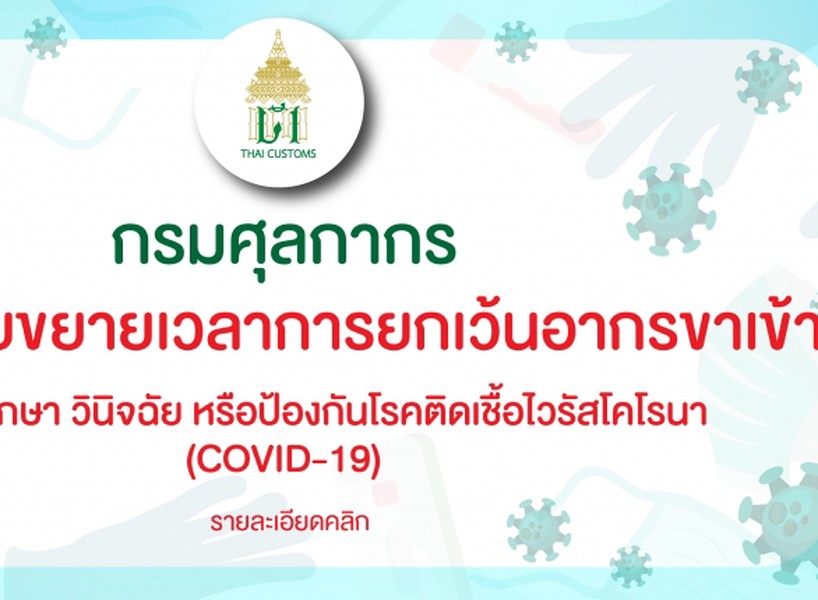 THAI CUSTOMS
กรมศุลกากร
ขยายเวลาการยกเว้นอากรขาเข้า
วินิจฉัย หรือป้องกันโรคติดเชื้อไวรัสโคโรนา
(COVID-19)
รายละเอียดคลิก